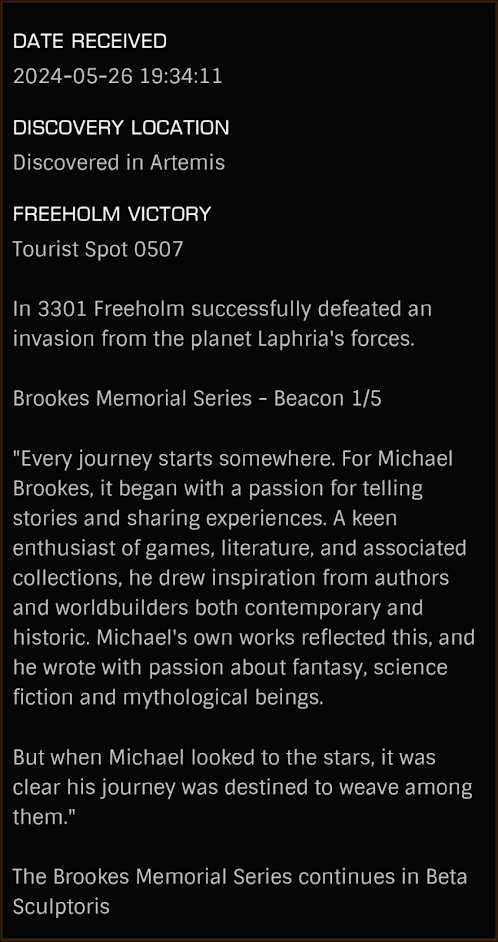 DATE RECEIVED
2024-05-26 19:34:11
DISCOVERY LOCATION
Discovered in Artemis
FREEHOLM VICTORY
Tourist Spot 0507
In 3301 Freeholm successfully defeated an
invasion from the planet Laphria's forces.
Brookes Memorial Series - Beacon 1/5
"Every journey starts somewhere. For Michael
Brookes, it began with a passion for telling
stories and sharing experiences. A keen
enthusiast of games, literature, and associated
collections, he drew inspiration from authors
and worldbuilders both contemporary and
historic. Michael's own works reflected this, and
he wrote with passion about fantasy, science
fiction and mythological beings.
But when Michael looked to the stars, it was
clear his journey was destined to weave among
them."
The Brookes Memorial Series continues in Beta
Sculptoris